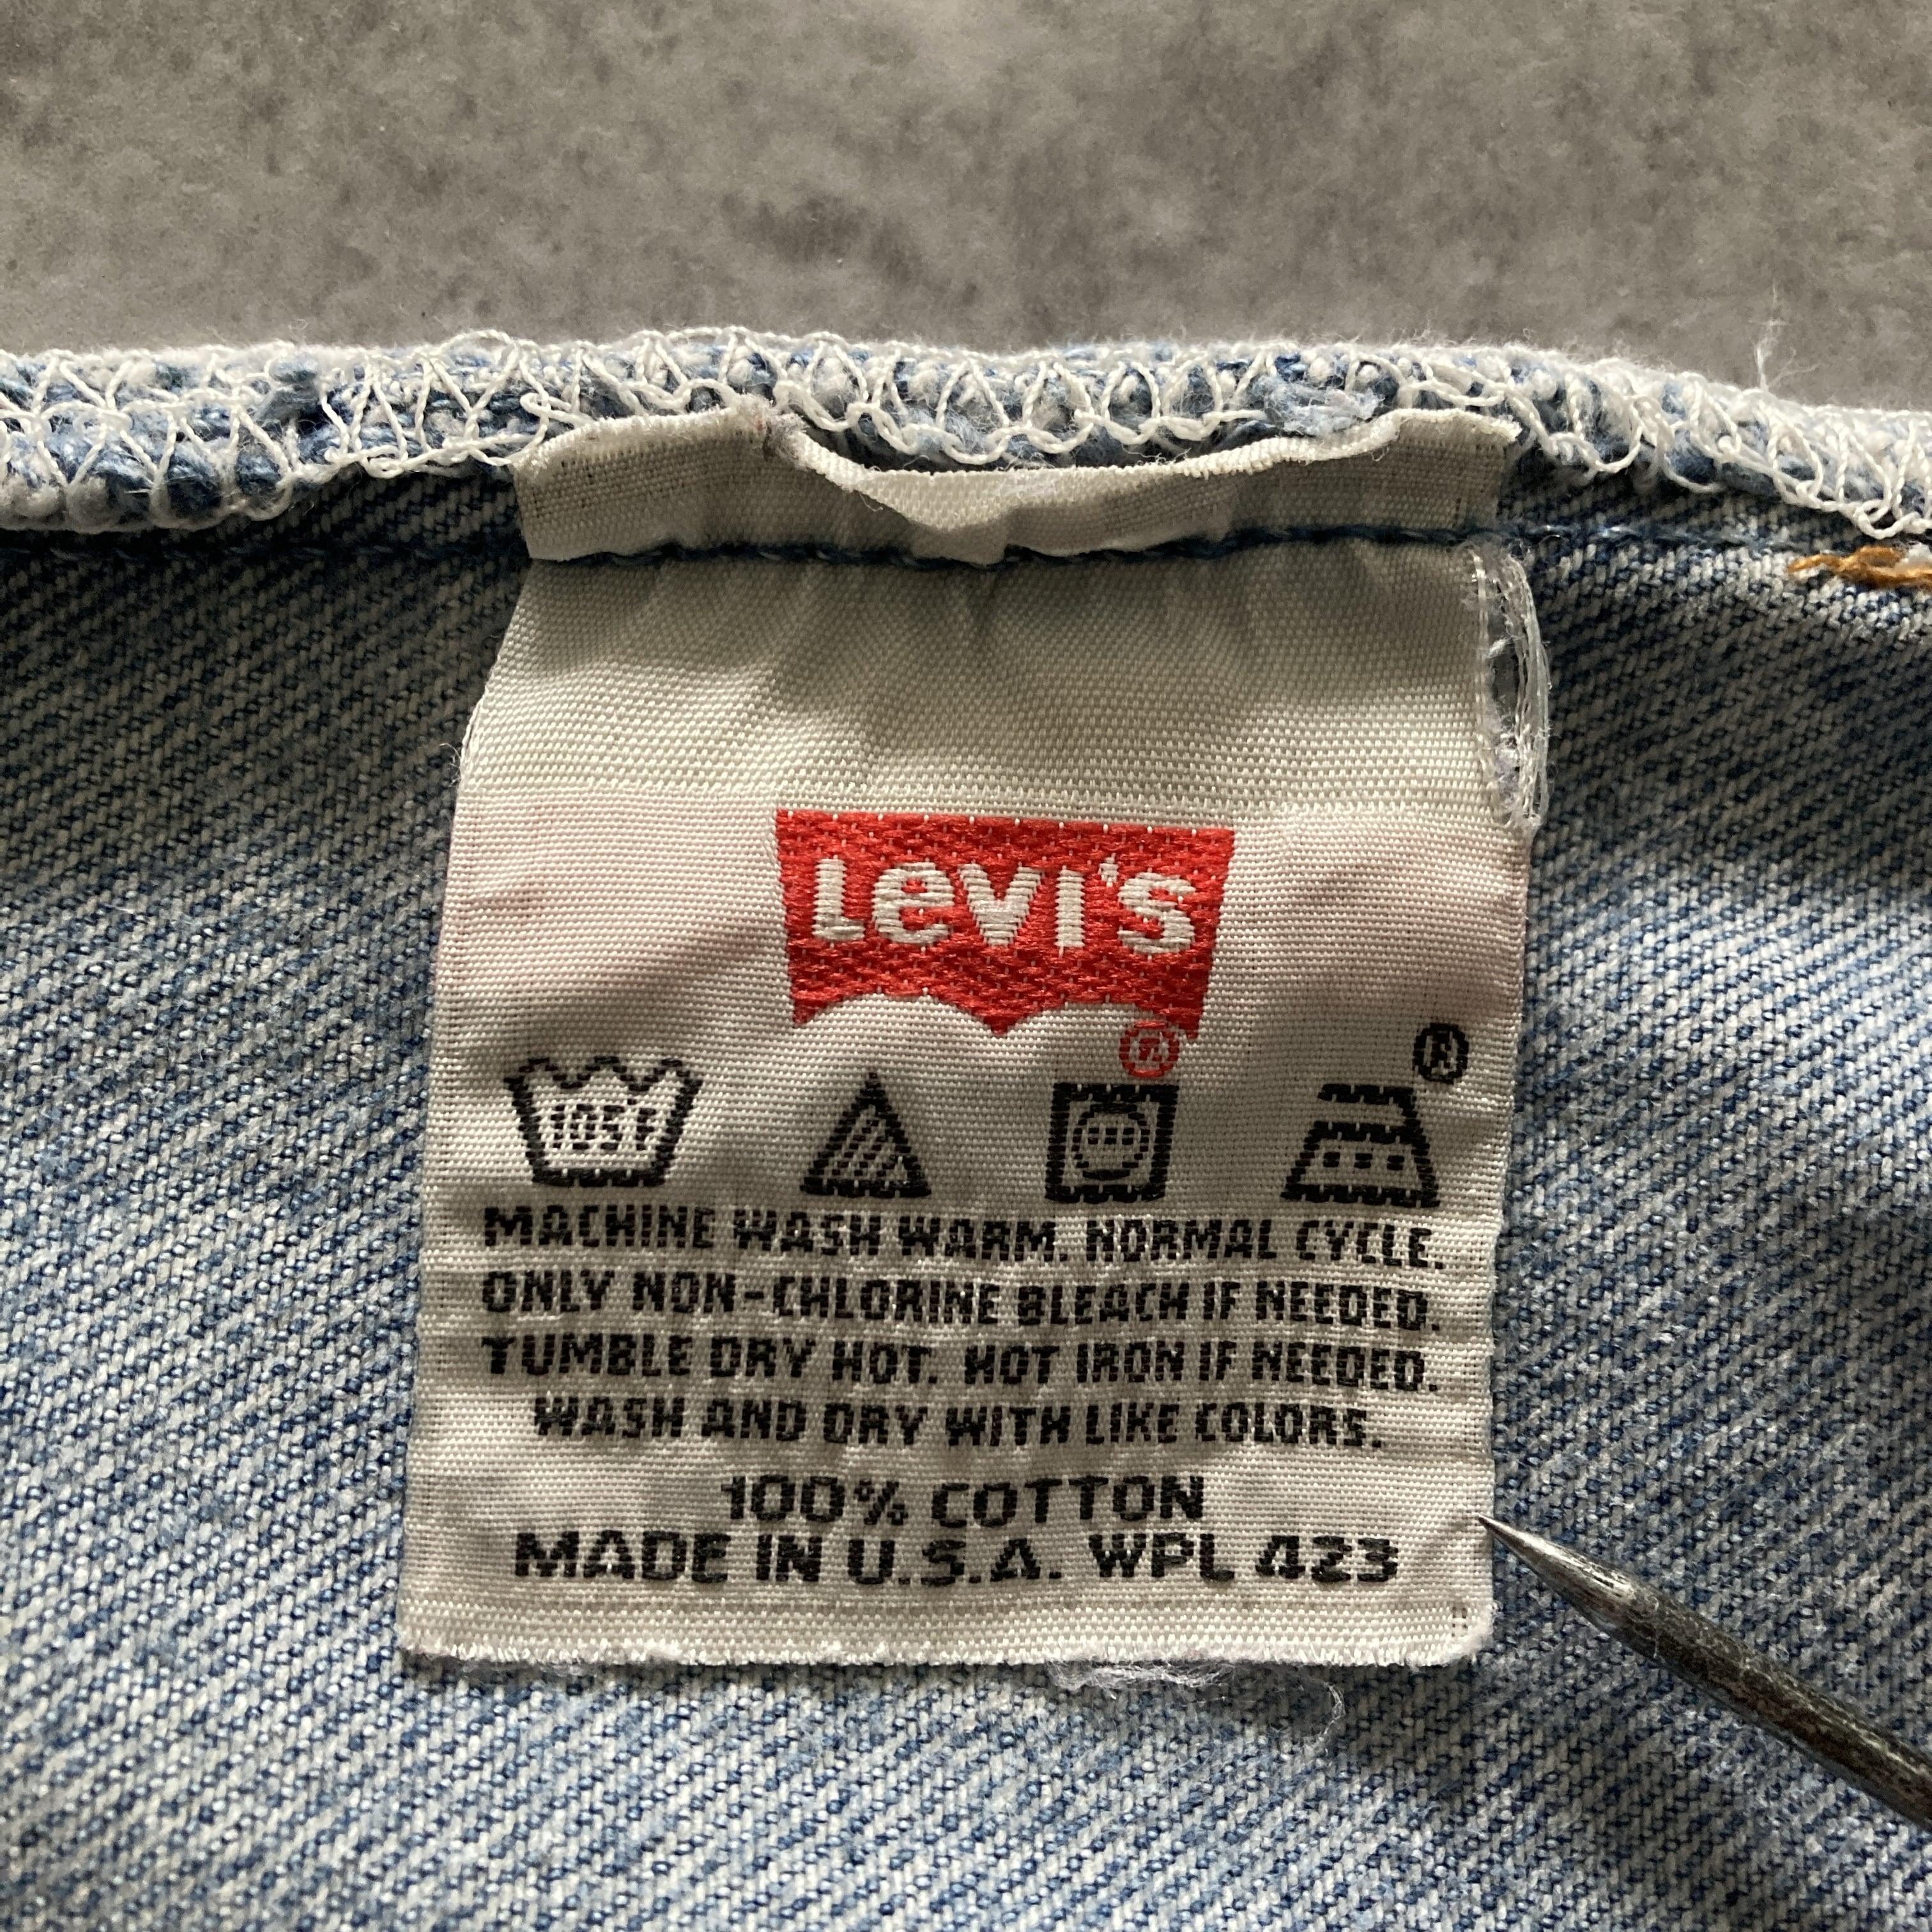 Levi's
®
®
105F
MACHINE WASH WARM. NORMAL CYCLE.
ONLY NON-CHLORINE BLEACH IF NEEDED.
TUMBLE DRY HOT. HOT IRON IF NEEDED.
WASH AND DRY WITH LIKE COLORS.
100% COTTON
MADE IN U.S.A. WPL 423